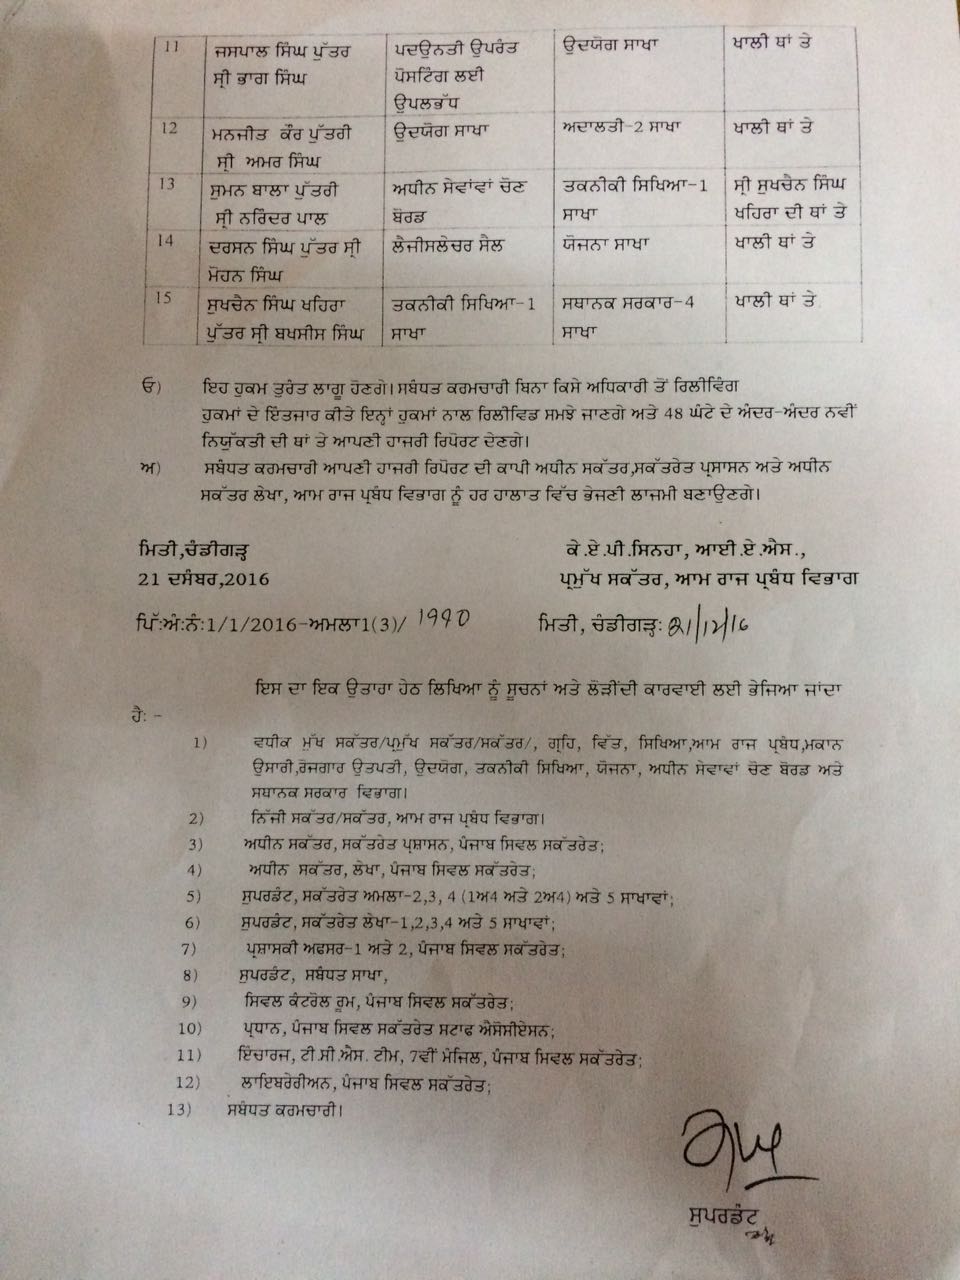 11 ਜਸਪਾਲ ਸਿੰਘ ਪੁੱਤਰ ਪਦਉਨਤੀ ਉਪਰੰਤ ਉਦਯੋਗ ਸਾਖਾ ਖਾਲੀ ਥਾਂ ਤੇ
ਸ੍ਰੀ ਭਾਗ ਸਿੰਘ ਪੋਸਟਿੰਗ ਲਈ
ਉਪਲਭੱਧ
12 ਮਨਜੀਤ ਕੌਰ ਪੁੱਤਰੀ ਉਦਯੋਗ ਸਾਖਾ ਅਦਾਲਤੀ-2 ਸਾਖਾ ਖਾਲੀ ਥਾਂ ਤੇ
ਸ੍ਰੀ ਅਮਰ ਸਿੰਘ
13 ਸੁਮਨ ਬਾਲਾ ਪੁੱਤਰੀ ਅਧੀਨ ਸੇਵਾਂਵਾਂ ਚੋਣ ਤਕਨੀਕੀ ਸਿਖਿਆ-1 ਸ੍ਰੀ ਸੁਖਚੈਨ ਸਿੰਘ
ਸ੍ਰੀ ਨਰਿੰਦਰ ਪਾਲ ਬੋਰਡ ਸਾਖਾ ਖਹਿਰਾ ਦੀ ਥਾਂ ਤੇ
14 ਦਰਸਨ ਸਿੰਘ ਪੁੱਤਰ ਸ੍ਰੀ ਲੈਜੀਸਲੇਚਰ ਸੈਲ ਯੋਜਨਾ ਸਾਖਾ ਖਾਲੀ ਥਾਂ ਤੇ
ਮੋਹਨ ਸਿੰਘ
15 ਸੁਖਚੈਨ ਸਿੰਘ ਖਹਿਰਾ ਤਕਨੀਕੀ ਸਿਖਿਆ-1 ਸਥਾਨਕ ਸਰਕਾਰ-4 ਖਾਲੀ ਥਾਂ ਤੇ
ਪੁੱਤਰ ਸ੍ਰੀ ਬਖਸੀਸ ਸਿੰਘ ਸਾਖਾ ਸਾਖਾ
ੳ) ਇਹ ਹੁਕਮ ਤੁਰੰਤ ਲਾਗੂ ਹੋਣਗੇ। ਸਬੰਧਤ ਕਰਮਚਾਰੀ ਬਿਨਾ ਕਿਸੇ ਅਧਿਕਾਰੀ ਤੋਂ ਰਿਲੀਵਿੰਗ
ਹੁਕਮਾਂ ਦੇ ਇੰਤਜਾਰ ਕੀਤੇ ਇਨ੍ਹਾਂ ਹੁਕਮਾਂ ਨਾਲ ਰਿਲੀਵਿਡ ਸਮਝੇ ਜਾਣਗੇ ਅਤੇ 48 ਘੰਟੇ ਦੇ ਅੰਦਰ-ਅੰਦਰ ਨਵੀਂ
ਨਿਯੁੱਕਤੀ ਦੀ ਥਾਂ ਤੇ ਆਪਣੀ ਹਾਜਰੀ ਰਿਪੋਰਟ ਦੇਣਗੇ।
ਅ) ਸਬੰਧਤ ਕਰਮਚਾਰੀ ਆਪਣੀ ਹਾਜਰੀ ਰਿਪੋਰਟ ਦੀ ਕਾਪੀ ਅਧੀਨ ਸਕੱਤਰ,ਸਕੱਤਰੇਤ ਪ੍ਰਸਾਸਨ ਅਤੇ ਅਧੀਨ
ਸਕੱਤਰ ਲੇਖਾ, ਆਮ ਰਾਜ ਪ੍ਰਬੰਧ ਵਿਭਾਗ ਨੂੰ ਹਰ ਹਾਲਾਤ ਵਿੱਚ ਭੇਜਣੀ ਲਾਜਮੀ ਬਣਾਉਣਗੇ।
ਮਿਤੀ,ਚੰਡੀਗੜ੍ਹ ਕੇ .ਏ .ਪੀ .ਸਿਨਹਾ, ਆਈ .ਏ .ਐਸ .,
21 ਦਸੰਬਰ,2016 ਪ੍ਰਮੁੱਖ ਸਕੱਤਰ, ਆਮ ਰਾਜ ਪ੍ਰਬੰਧ ਵਿਭਾਗ
ਪਿੱ:ਅੰ:ਨੰ:1/1/2016-ਅਮਲਾ1(3)/ 1990 ਮਿਤੀ, ਚੰਡੀਗੜ੍ਹ: 21/12/16
ਇਸ ਦਾ ਇਕ ਉਤਾਰਾ ਹੇਠ ਲਿਖਿਆ ਨੂੰ ਸੂਚਨਾਂ ਅਤੇ ਲੋੜੀਂਦੀ ਕਾਰਵਾਈ ਲਈ ਭੇਜਿਆ ਜਾਂਦਾ
ਹੈ: -
1) ਵਧੀਕ ਮੁੱਖ ਸਕੱਤਰ/ਪ੍ਰਮੁੱਖ ਸਕੱਤਰ/ਸਕੱਤਰ/, ਗ੍ਰਹਿ, ਵਿੱਤ, ਸਿਖਿਆ,ਆਮ ਰਾਜ ਪ੍ਰਬੰਧ,ਮਕਾਨ
ਉਸਾਰੀ,ਰੋਜਗਾਰ ਉਤਪਤੀ, ਉਦਯੋਗ, ਤਕਨੀਕੀ ਸਿਖਿਆ, ਯੋਜਨਾ, ਅਧੀਨ ਸੇਵਾਵਾਂ ਚੋਣ ਬੋਰਡ ਅਤੇ
ਸਥਾਨਕ ਸਰਕਾਰ ਵਿਭਾਗ।
2) ਨਿੱਜੀ ਸਕੱਤਰ/ਸਕੱਤਰ, ਆਮ ਰਾਜ ਪ੍ਰਬੰਧ ਵਿਭਾਗ।
3) ਅਧੀਨ ਸਕੱਤਰ, ਸਕੱਤਰੇਤ ਪ੍ਰਸ਼ਾਸਨ, ਪੰਜਾਬ ਸਿਵਲ ਸਕੱਤਰੇਤ;
4) ਅਧੀਨ ਸਕੱਤਰ, ਲੇਖਾ, ਪੰਜਾਬ ਸਿਵਲ ਸਕੱਤਰੇਤ;
5) ਸੁਪਰਡੰਟ, ਸਕੱਤਰੇਤ ਅਮਲਾ-2,3, 4 (1ਅ4 ਅਤੇ 2ਅ4) ਅਤੇ 5 ਸਾਖਾਵਾਂ;
6) ਸੁਪਰਡੰਟ, ਸਕੱਤਰੇਤ ਲੇਖਾ-1,2,3,4 ਅਤੇ 5 ਸਾਖਾਵਾਂ;
7) ਪ੍ਰਸ਼ਾਸਕੀ ਅਫਸਰ-1 ਅਤੇ 2, ਪੰਜਾਬ ਸਿਵਲ ਸਕੱਤਰੇਤ;
8) ਸੁਪਰਡੰਟ, ਸਬੰਧਤ ਸਾਖਾ,
9) ਸਿਵਲ ਕੰਟਰੋਲ ਰੂਮ, ਪੰਜਾਬ ਸਿਵਲ ਸਕੱਤਰੇਤ;
10) ਪ੍ਰਧਾਨ, ਪੰਜਾਬ ਸਿਵਲ ਸਕੱਤਰੇਤ ਸਟਾਫ ਐਸੋਸੀਏਸਨ;
11) ਇੰਚਾਰਜ, ਟੀ.ਸੀ.ਐਸ. ਟੀਮ, 7ਵੀਂ ਮੰਜਿਲ, ਪੰਜਾਬ ਸਿਵਲ ਸਕੱਤਰੇਤ;
12) ਲਾਇਬਰੇਰੀਅਨ, ਪੰਜਾਬ ਸਿਵਲ ਸਕੱਤਰੇਤ;
13) ਸਬੰਧਤ ਕਰਮਚਾਰੀ।
ਸੁਪਰਡੰਟ